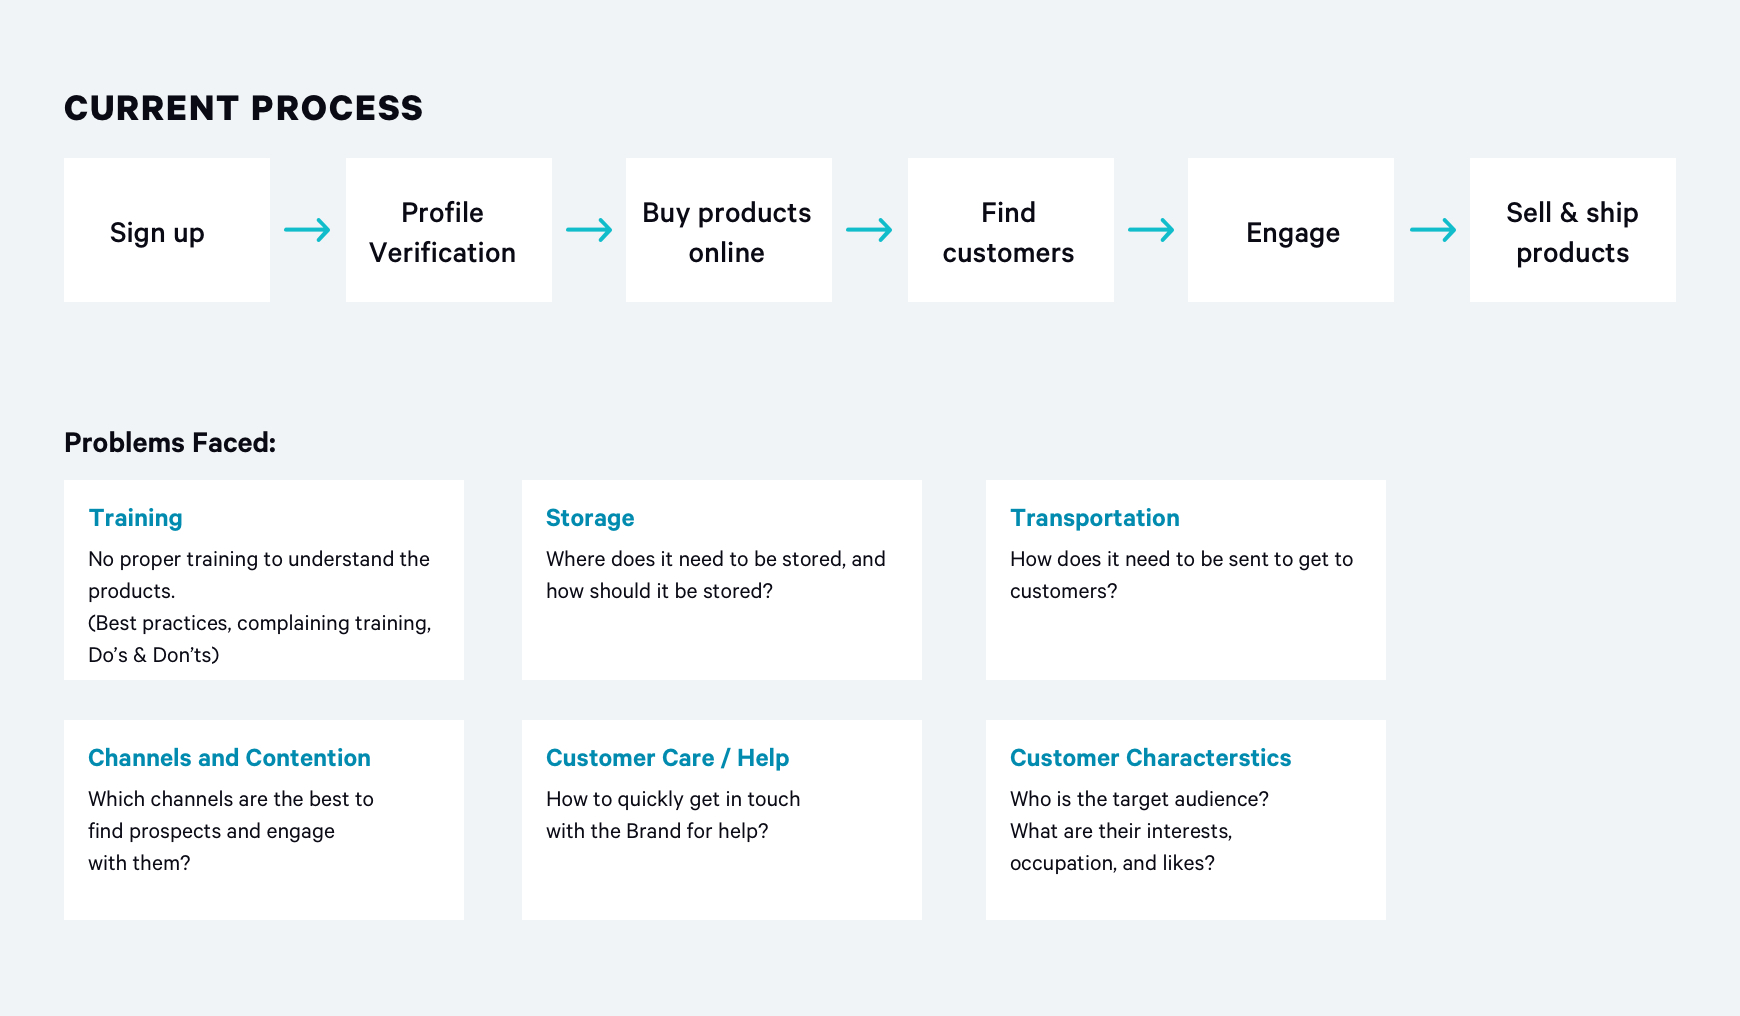 CURRENT PROCESS
Sign up
Profile
Verification
Buy products
online
Find
customers
Engage
Sell & ship
products
Problems Faced:
Training
No proper training to understand the
products.
(Best practices, complaining training,
Do’s & Don’ts)
Storage
Where does it need to be stored, and
how should it be stored?
Transportation
How does it need to be sent to get to
customers?
Channels and Contention
Which channels are the best to
find prospects and engage
with them?
Customer Care / Help
How to quickly get in touch
with the Brand for help?
Customer Characterstics
Who is the target audience?
What are their interests,
occupation, and likes?